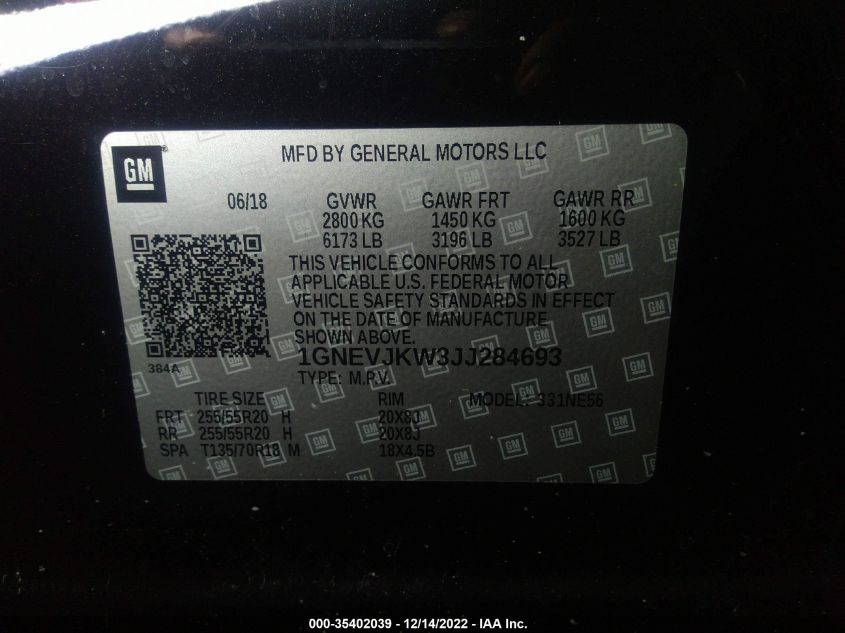 GM
MFD BY GENERAL MOTORS LLC
06/18 GVWR GAWR FRT GAWR RR
2800 KG 1450 KG 1600 KG
6173 LB 3196 LB 3527 LB
THIS VEHICLE CONFORMS TO ALL
APPLICABLE U.S. FEDERAL MOTOR
VEHICLE SAFETY STANDARDS IN EFFECT
ON THE DATE OF MANUFACTURE
SHOWN ABOVE.
384A 1GNEVJKW3JJ284693
TYPE: M.P.V.
TIRE SIZE RIM MODEL: 331NE56
FRT 255/55R20 H 20X8J
RR 255/55R20 H 20X8J
SPA T135/70R18 M 18X4.5B
000-35402039 - 12/14/2022 - IAA Inc.